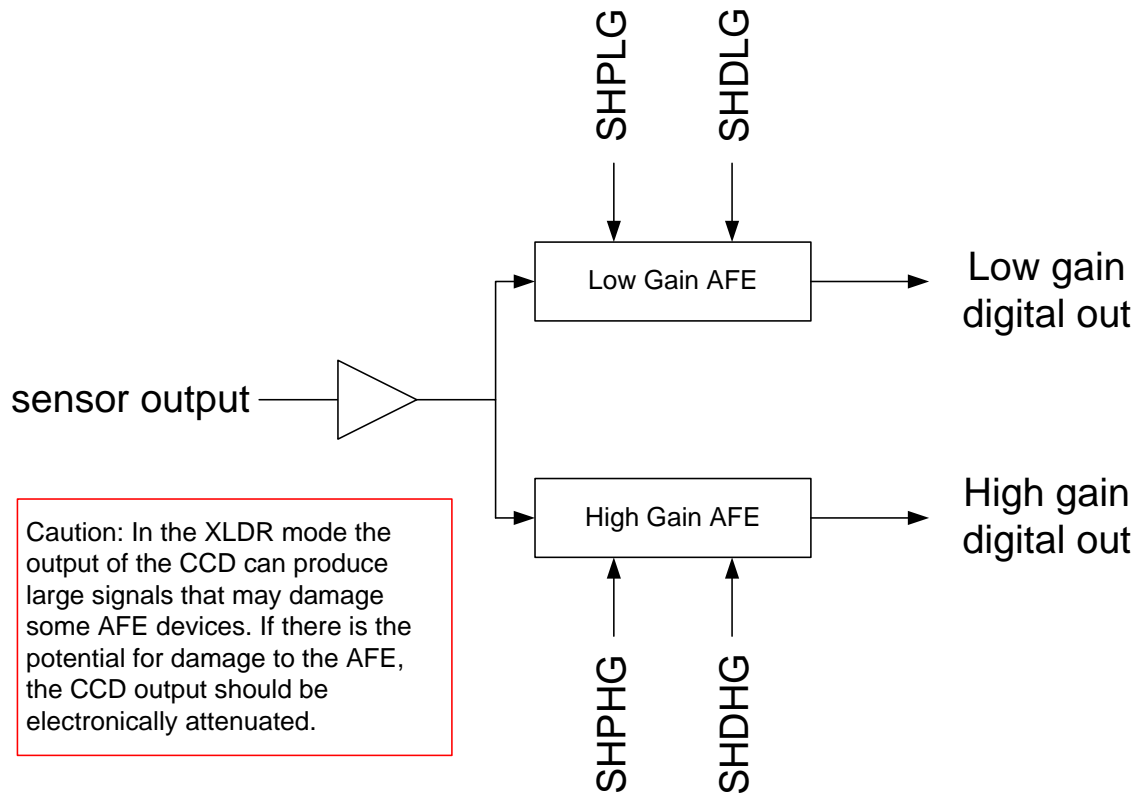 SHPLG
SHDLG
Low Gain AFE
Low gain
digital out
sensor output
High Gain AFE
High gain
digital out
Caution: In the XLDR mode the
output of the CCD can produce
large signals that may damage
some AFE devices. If there is the
potential for damage to the AFE,
the CCD output should be
electronically attenuated.
SHPHG
SHDHG